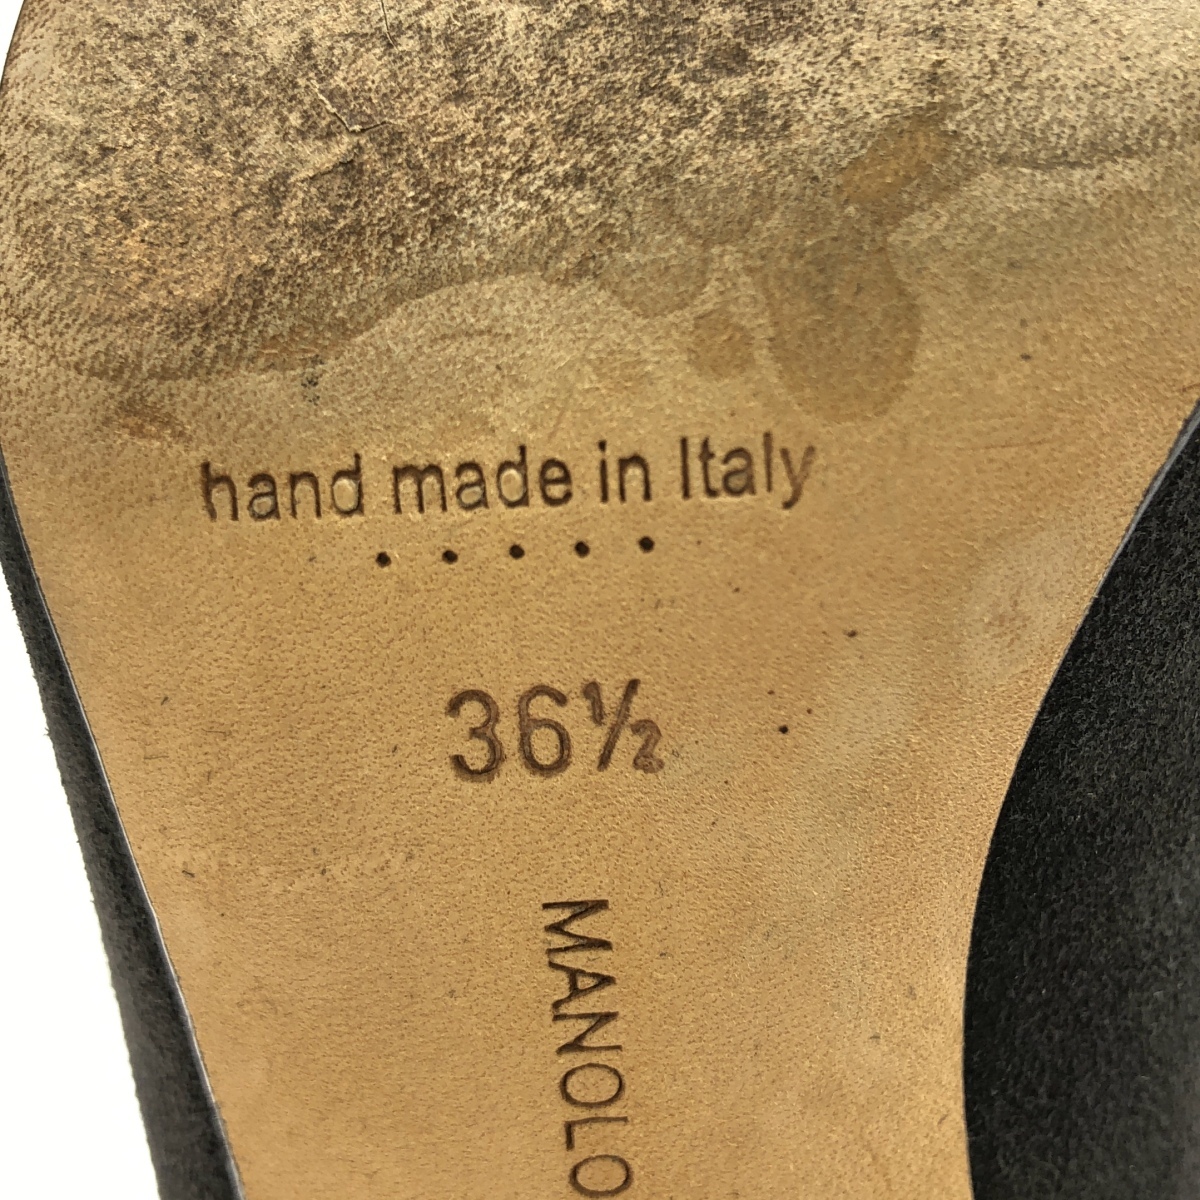 hand made in Italy
.....
36½
MANOLO